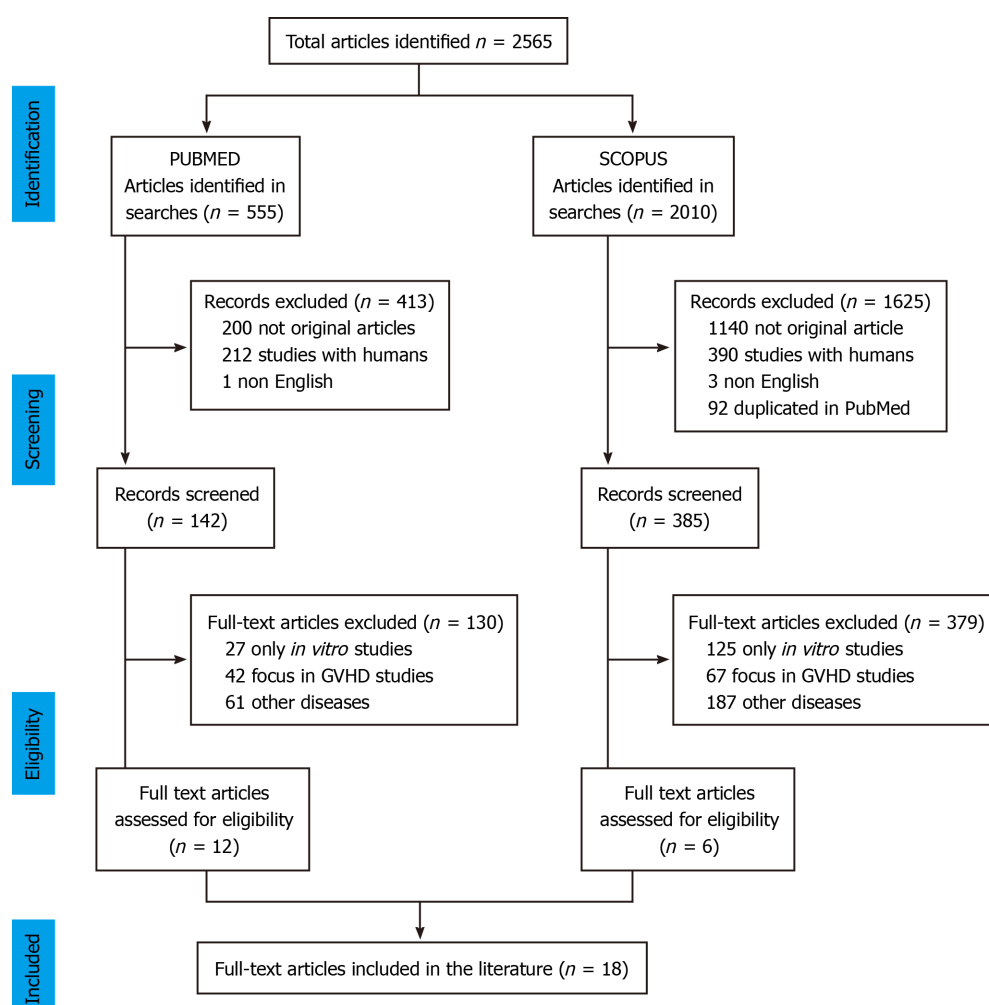 Total articles identified n = 2565
Identification
PUBMED
Articles identified in
searches (n = 555)
SCOPUS
Articles identified in
searches (n = 2010)
Records excluded (n = 413)
200 not original articles
212 studies with humans
1 non English
Records excluded (n = 1625)
1140 not original article
390 studies with humans
3 non English
92 duplicated in PubMed
Screening
Records screened
(n = 142)
Records screened
(n = 385)
Full-text articles excluded (n = 130)
27 only in vitro studies
42 focus in GVHD studies
61 other diseases
Full-text articles excluded (n = 379)
125 only in vitro studies
67 focus in GVHD studies
187 other diseases
Eligibility
Full text articles
assessed for eligibility
(n = 12)
Full text articles
assessed for eligibility
(n = 6)
Included
Full-text articles included in the literature (n = 18)